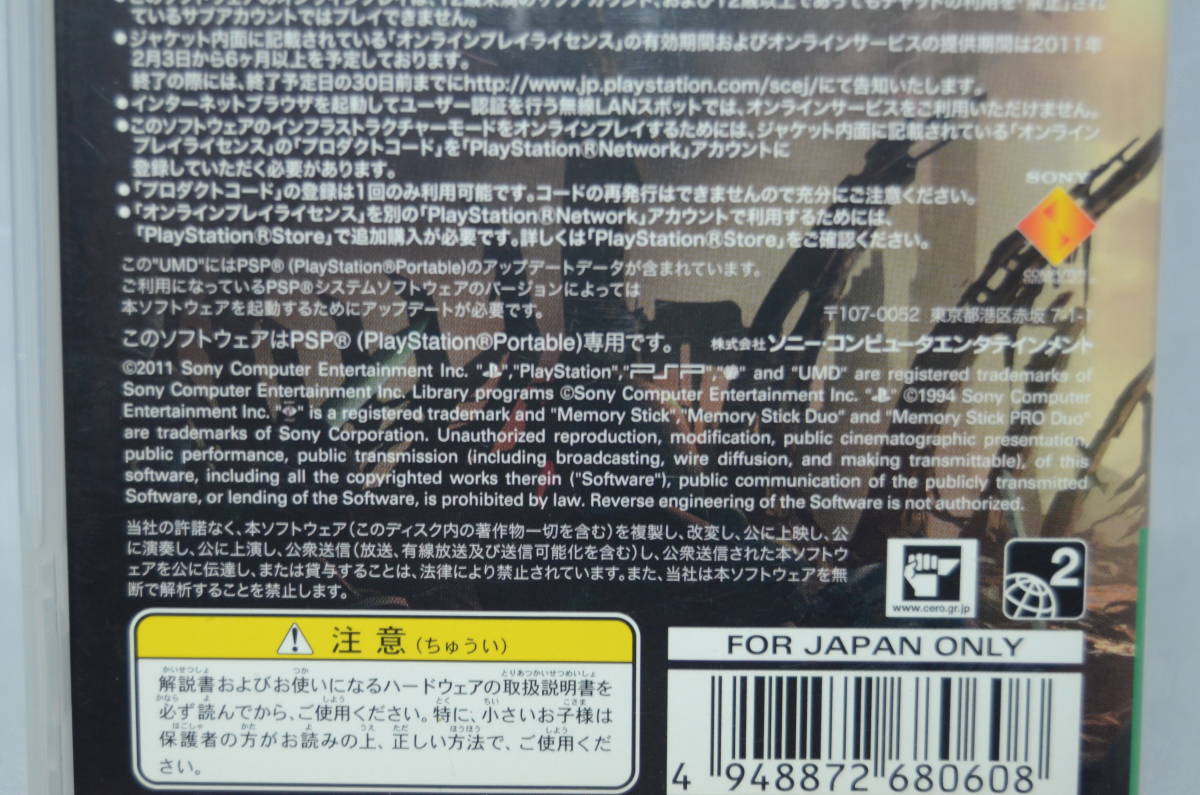 ているサブアカウントではプレイできません。
●ジャケット内面に記載されている「オンラインプレイライセンス」の有効期間およびオンラインサービスの提供期間は2011年
2月3日から6ヶ月以上を予定しております。
終了の際には、終了予定日の30日前までにhttp://www.jp.playstation.com/scej/にて告知いたします。
●インターネットブラウザを起動してユーザー認証を行う無線LANスポットでは、オンラインサービスをご利用いただけません。
●このソフトウェアのインフラストラクチャーモードをオンラインプレイするためには、ジャケット内面に記載されている「オンライン
プレイライセンス」の「プロダクトコード」を「PlayStation®Network」アカウントに
登録していただく必要があります。
●「プロダクトコード」の登録は1回のみ利用可能です。コードの再発行はできませんので充分にご注意ください。
●「オンラインプレイライセンス」を別の「PlayStation®Network」アカウントで利用するためには、
「PlayStation®Store」で追加購入が必要です。詳しくは「PlayStation®Store」をご確認ください。
SONY
COMPUTER
この"UMD"にはPSP®(PlayStation®Portable)のアップデートデータが含まれています。
ご利用になっているPSP®システムソフトウェアのバージョンによっては
本ソフトウェアを起動するためにアップデートが必要です。
〒107-0052 東京都港区赤坂 7-1-1
このソフトウェアはPSP®(PlayStation®Portable)専用です。 株式会社 ソニー・コンピュータエンタテインメント
©2011 Sony Computer Entertainment Inc. "","PlayStation","PSP","" and "UMD" are registered trademarks of
Sony Computer Entertainment Inc. Library programs ©Sony Computer Entertainment Inc. "" ©1994 Sony Computer
Entertainment Inc. "" is a registered trademark and "Memory Stick","Memory Stick Duo" and "Memory Stick PRO Duo"
are trademarks of Sony Corporation. Unauthorized reproduction, modification, public cinematographic presentation,
public performance, public transmission (including broadcasting, wire diffusion, and making transmittable), of this
software, including all the copyrighted works therein ("Software"), public communication of the publicly transmitted
Software, or lending of the Software, is prohibited by law. Reverse engineering of the Software is not authorized.
当社の許諾なく、本ソフトウェア(このディスク内の著作物一切を含む)を複製し、改変し、公に上映し、公
に演奏し、公に上演し、公衆送信(放送、有線放送及び送信可能化を含む)し、公衆送信された本ソフトウ
ェアを公に伝達し、または貸与することは、法律により禁止されています。また、当社は本ソフトウェアを無
断で解析することを禁止します。
www.cero.gr.jp
2
注意(ちゅうい)
解説書およびお使いになるハードウェアの取扱説明書を
必ず読んでから、ご使用ください。特に、小さいお子様は
保護者の方がお読みの上、正しい方法で、ご使用くだ
さい。
FOR JAPAN ONLY
4 948872 680608